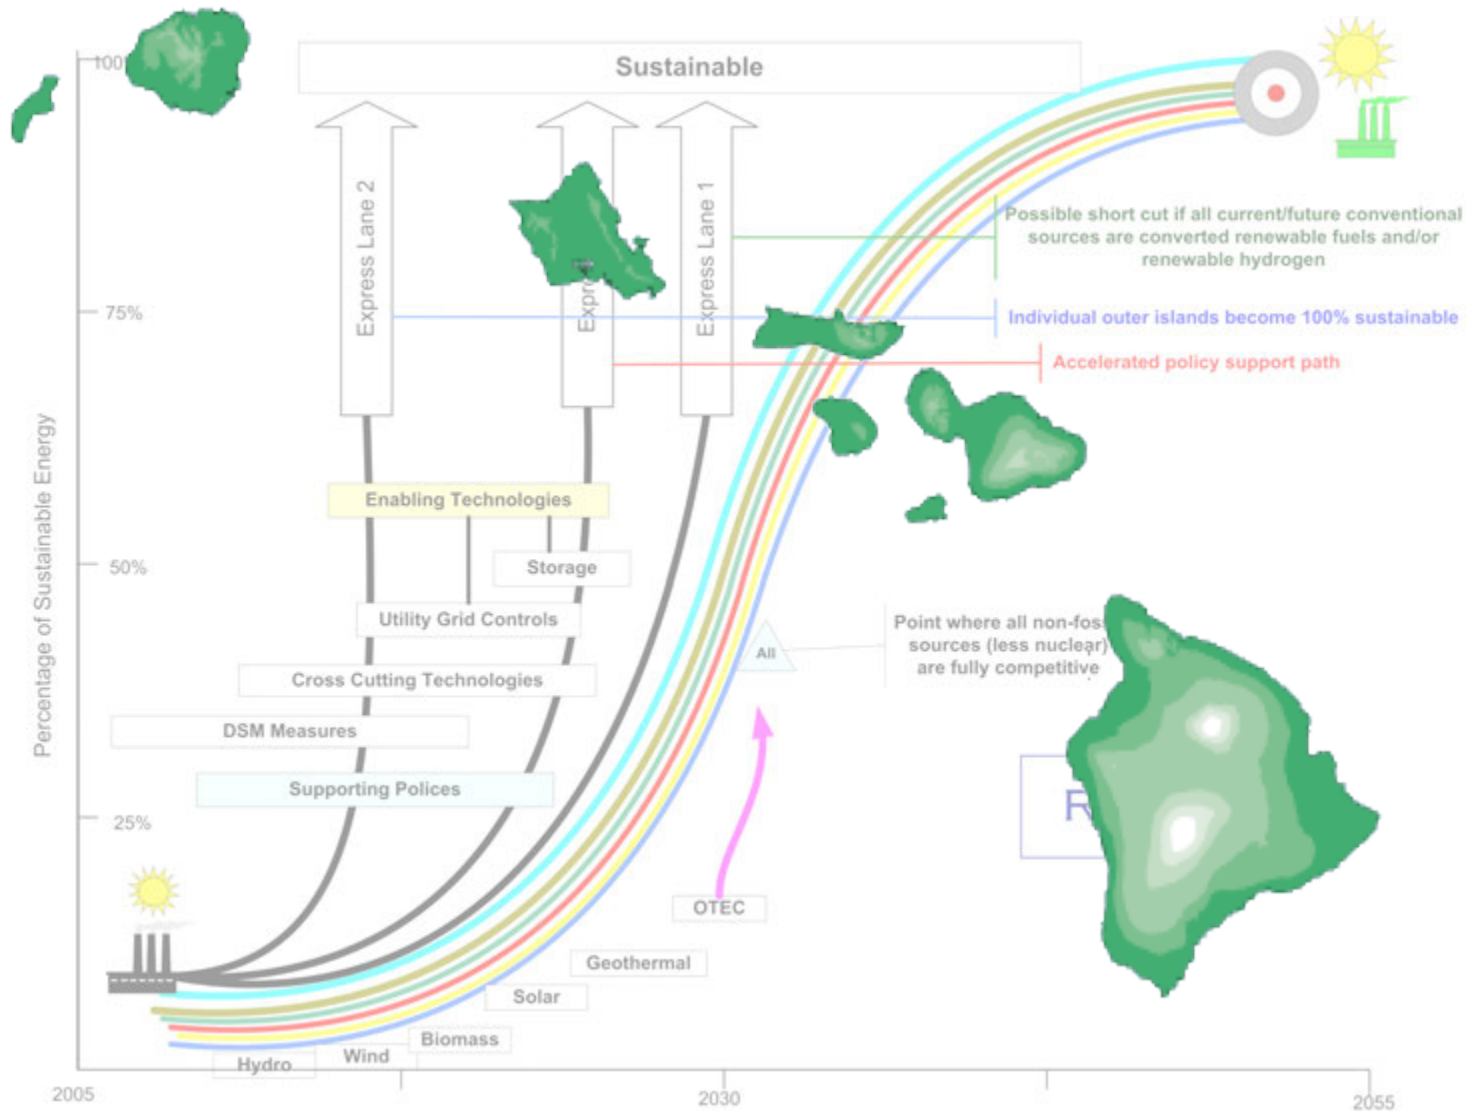 100
Sustainable
Express Lane 2
Expr
Express Lane 1
Possible short cut if all current/future conventional
sources are converted renewable fuels and/or
renewable hydrogen
75%
Individual outer islands become 100% sustainable
Accelerated policy support path
Percentage of Sustainable Energy
Enabling Technologies
50%
Storage
Utility Grid Controls
Point where all non-fos
sources (less nuclear)
are fully competitive
All
Cross Cutting Technologies
DSM Measures
Supporting Polices
R
25%
OTEC
Geothermal
Solar
Biomass
Wind
Hydro
2005
2030
2055